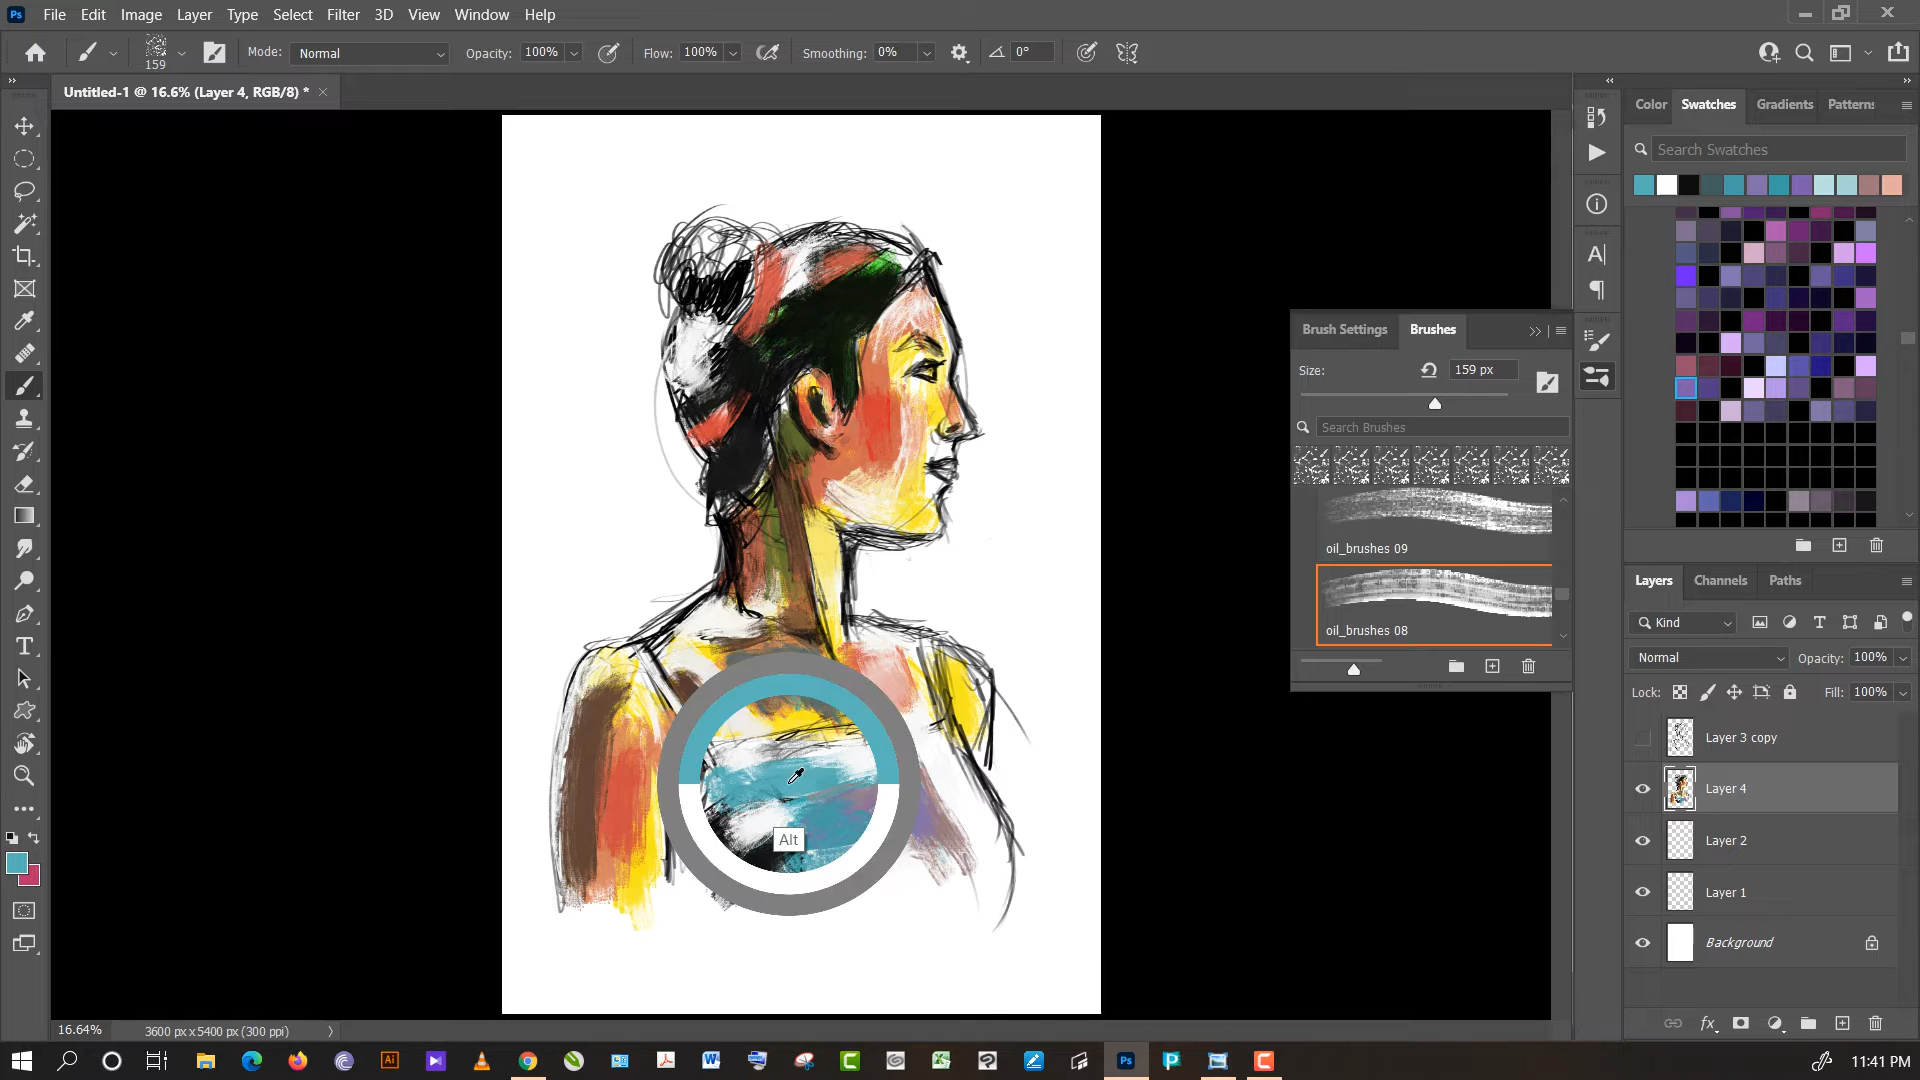 File Edit Image Layer Type Select Filter 3D View Window Help
159
Mode: Normal Opacity: 100% Flow: 100% Smoothing: 0% 0°
Untitled-1 @ 16.6% (Layer 4, RGB/8) *
Color Swatches Gradients Patterns
Search Swatches
Brush Settings Brushes
Size: 159 px
Search Brushes
oil_brushes 09
oil_brushes 08
Layers Channels Paths
Kind
Normal Opacity: 100%
Lock: Fill: 100%
Layer 3 copy
Layer 4
Layer 2
Layer 1
Background
Alt
16.64% 3600 px x 5400 px (300 ppi)
11:41 PM